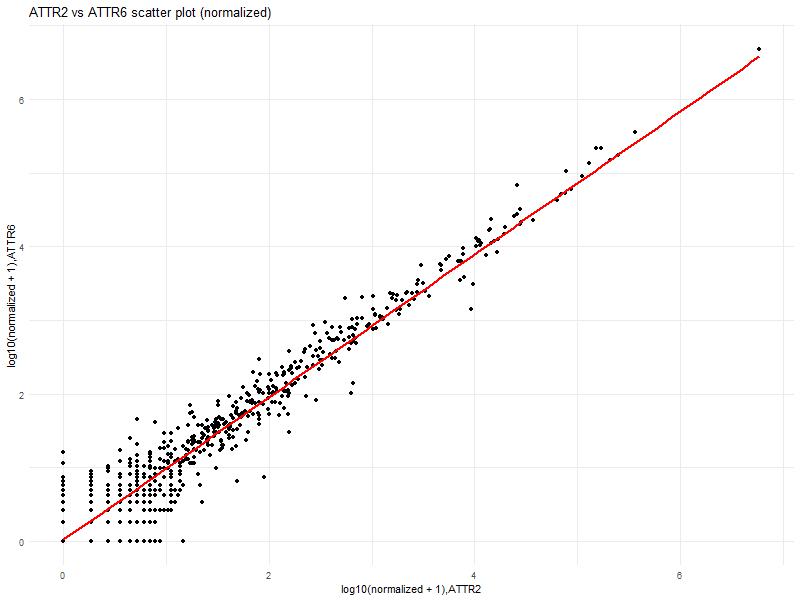 ATTR2 vs ATTR6 scatter plot (normalized)
log10(normalized + 1),ATTR6
6
4
2
0
0 2 4 6
log10(normalized + 1),ATTR2